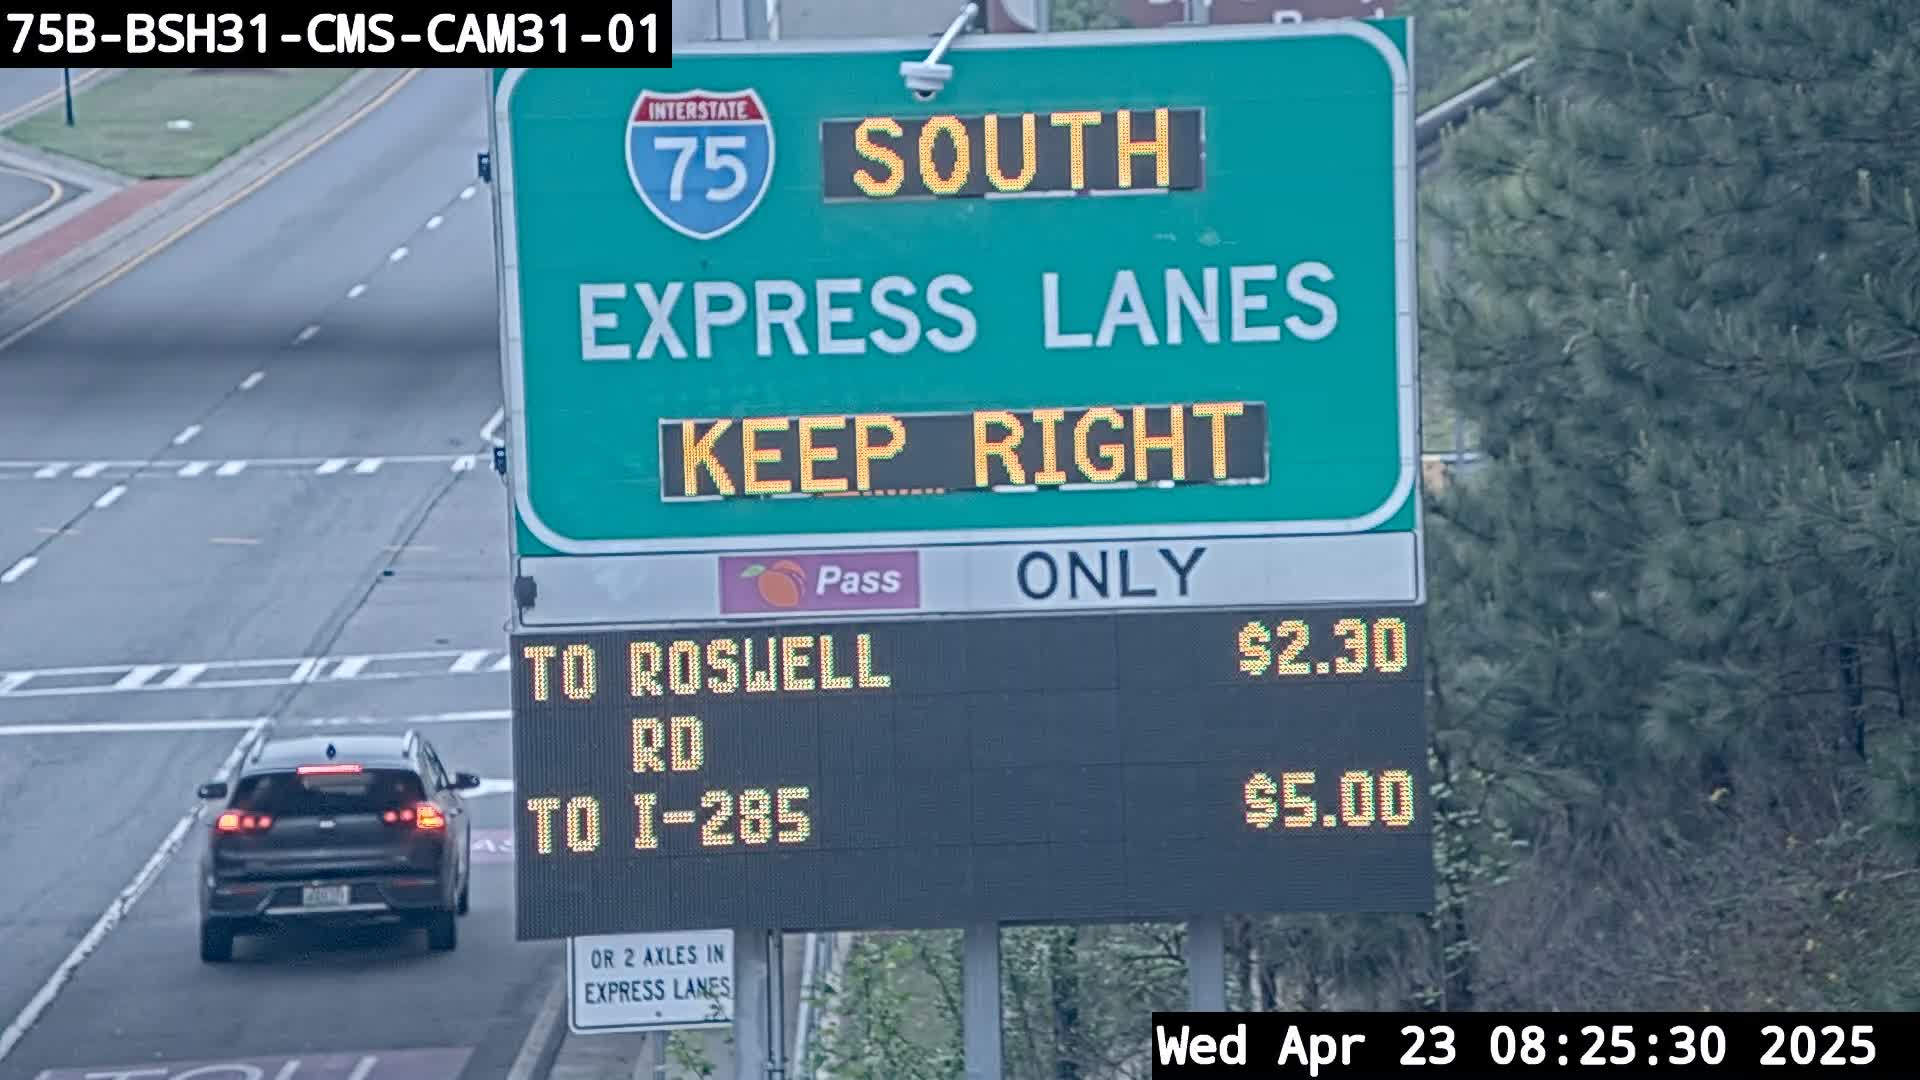 75B-BSH31-CMS-CAM31-01
INTERSTATE
75
SOUTH
EXPRESS LANES
KEEP RIGHT
Pass
ONLY
TO ROSWELL $2.30
RD
TO I-285 $5.00
OR 2 AXLES IN
EXPRESS LANES
TOLL
Wed Apr 23 08:25:30 2025